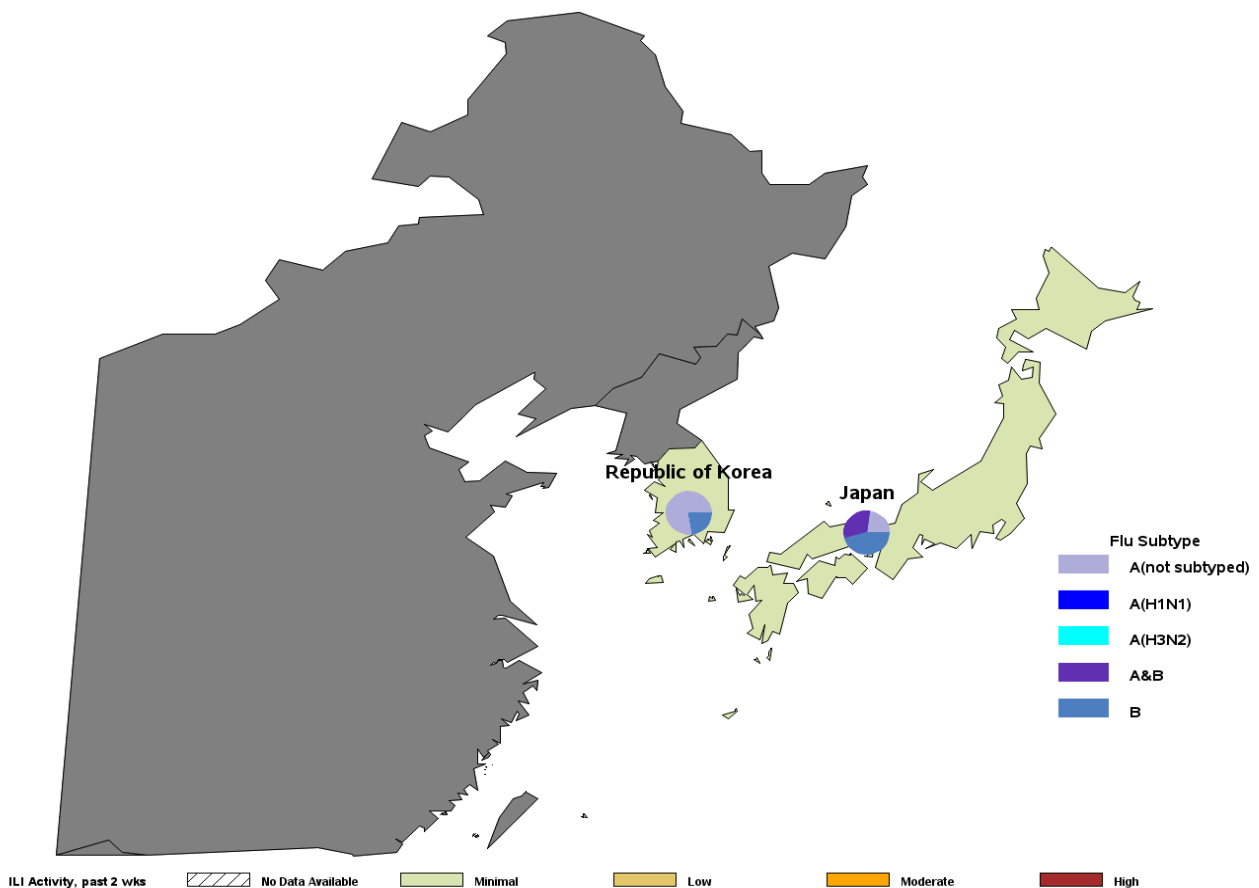 Republic of Korea
Japan
Flu Subtype
A(not subtyped)
A(H1N1)
A(H3N2)
A&B
B
ILI Activity, past 2 wks No Data Available Minimal Low Moderate High